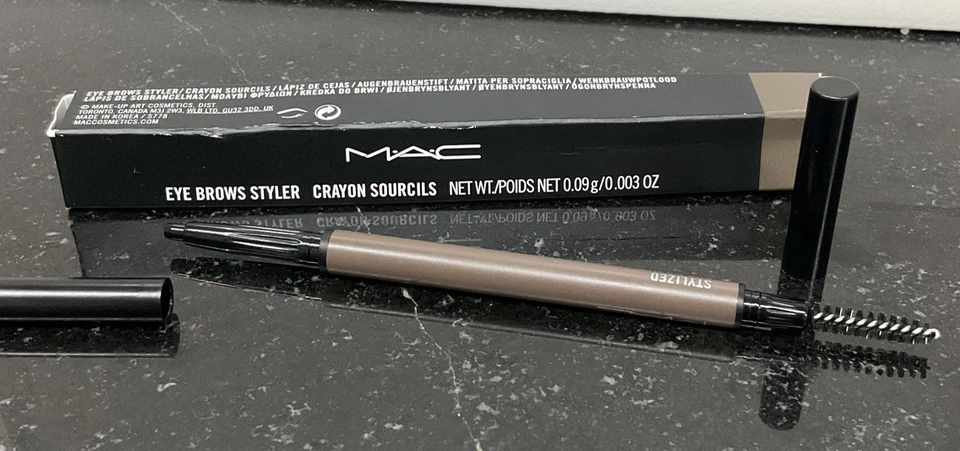 EYE BROWS STYLER / CRAYON SOURCILS / LÁPIZ DE CEJAS / AUGENBRAUENSTIFT / MATITA PER SOPRACIGLIA / WENKBRAUWPOTLOOD
LÁPIS DE SOBRANCELHAS / ΜΟΛΥΒΙ ΦΡΥΔΙΩΝ / KREDKA DO BRWI / ØJENBRYNSBLYANT / ØYENBRYNSBLYANT / ÖGONBRYNSPENNA
© MAKE-UP ART COSMETICS, DIST.
TORONTO, CANADA M3J 2W3, WLB LTD, GU32 3DD, UK
MADE IN KOREA / S778
MACCOSMETICS.COM
M·A·C
EYE BROWS STYLER CRAYON SOURCILS NET WT./POIDS NET 0.09 g/0.003 OZ
STYLIZED